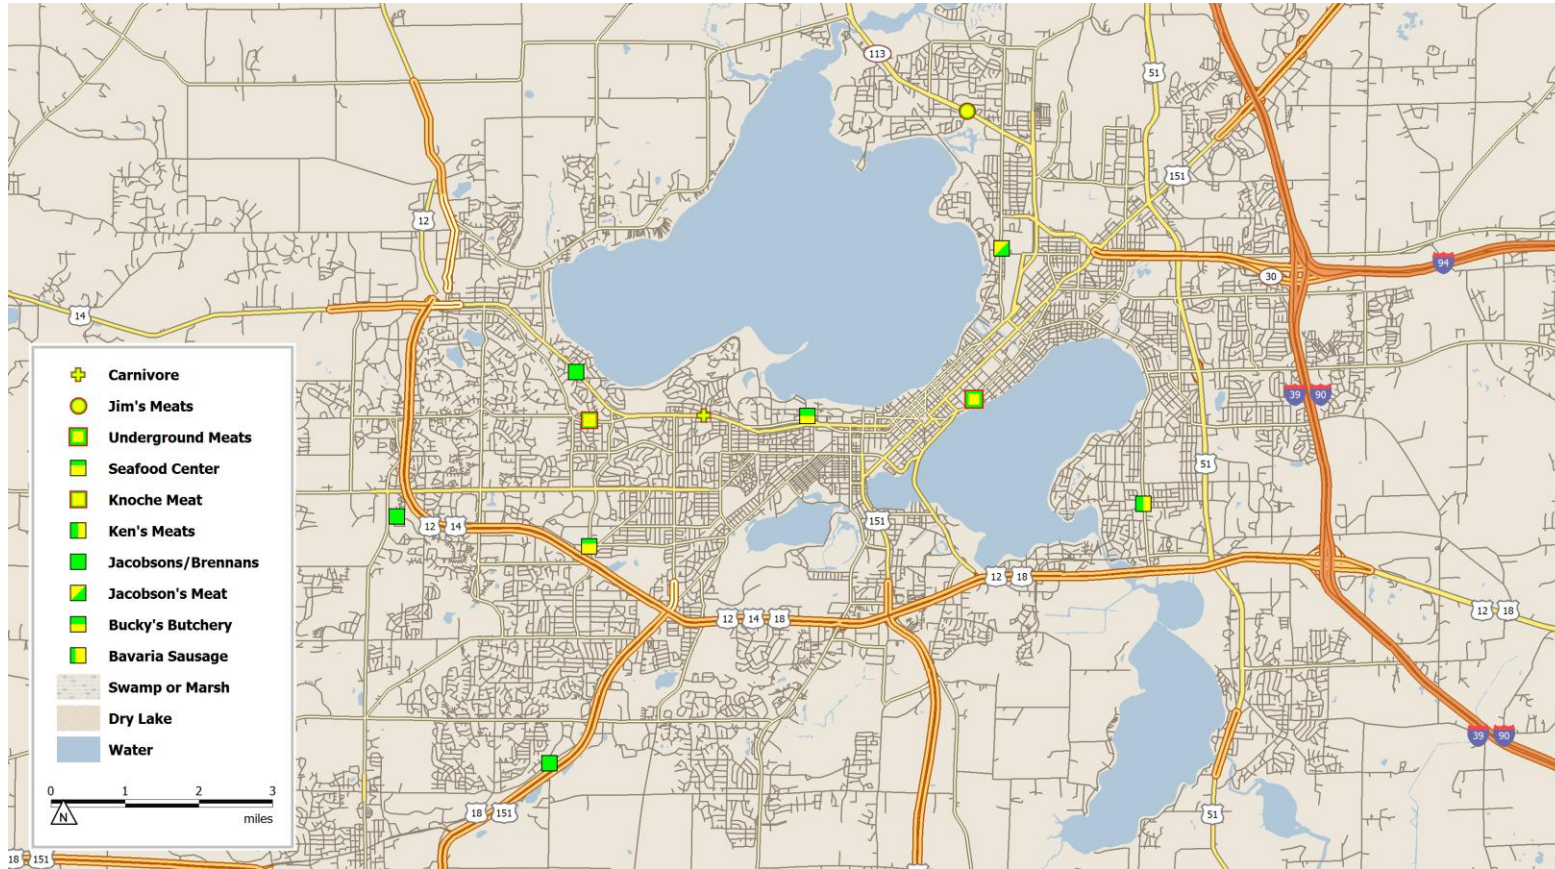 113
51
151
12
30
94
14
39 90
Carnivore
Jim's Meats
Underground Meats
Seafood Center
Knoche Meat
Ken's Meats
Jacobsons/Brennans
Jacobson's Meat
Bucky's Butchery
Bavaria Sausage
Swamp or Marsh
Dry Lake
Water
0 1 2 3
N
miles
51
12 14
151
12 18
12 14 18
12 18
39 90
18 151
51
18 151